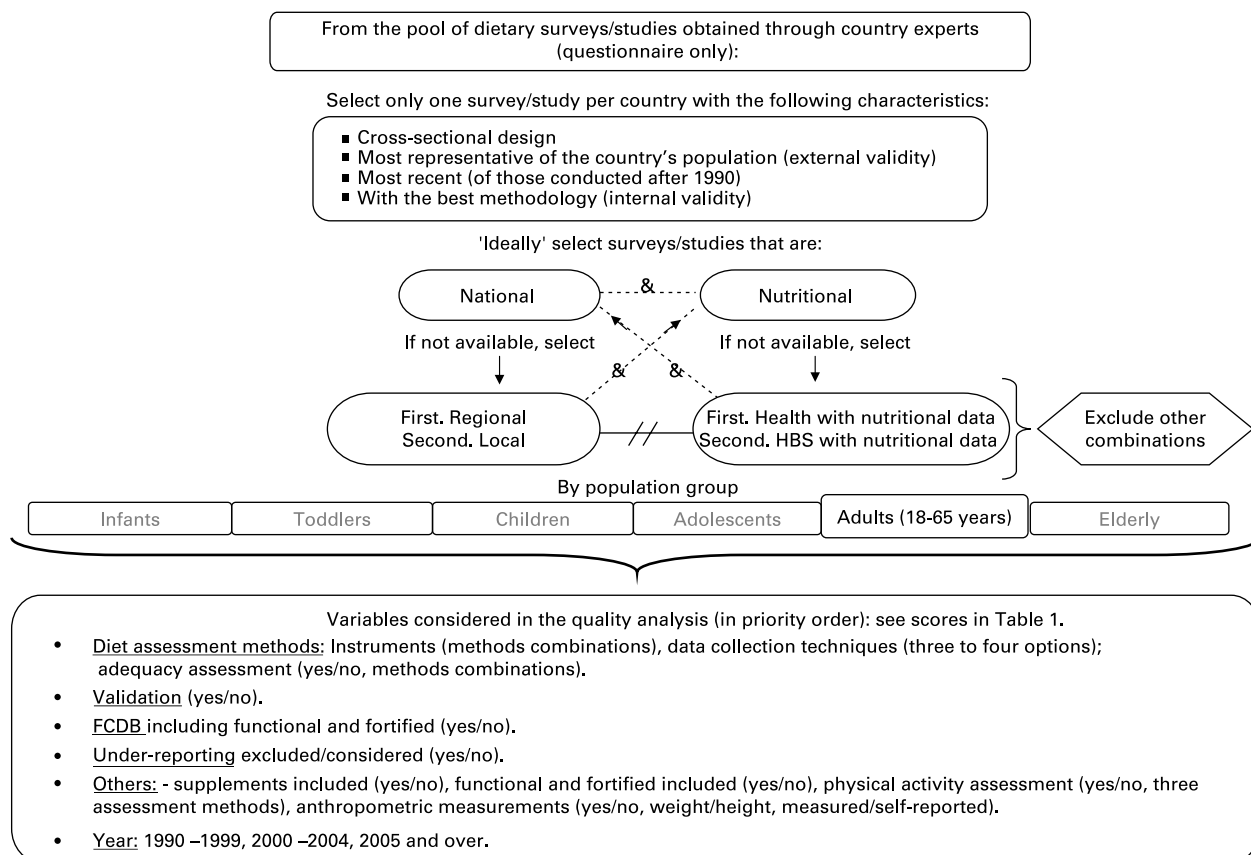 From the pool of dietary surveys/studies obtained through country experts
(questionnaire only):
Select only one survey/study per country with the following characteristics:
▪ Cross-sectional design
▪ Most representative of the country's population (external validity)
▪ Most recent (of those conducted after 1990)
▪ With the best methodology (internal validity)
'Ideally' select surveys/studies that are:
National
&
Nutritional
If not available, select
If not available, select
&
&
First. Regional
Second. Local
First. Health with nutritional data
Second. HBS with nutritional data
Exclude other
combinations
By population group
Infants
Toddlers
Children
Adolescents
Adults (18-65 years)
Elderly
Variables considered in the quality analysis (in priority order): see scores in Table 1.
• Diet assessment methods: Instruments (methods combinations), data collection techniques (three to four options);
adequacy assessment (yes/no, methods combinations).
• Validation (yes/no).
• FCDB including functional and fortified (yes/no).
• Under-reporting excluded/considered (yes/no).
• Others: - supplements included (yes/no), functional and fortified included (yes/no), physical activity assessment (yes/no, three
assessment methods), anthropometric measurements (yes/no, weight/height, measured/self-reported).
• Year: 1990 –1999, 2000 –2004, 2005 and over.